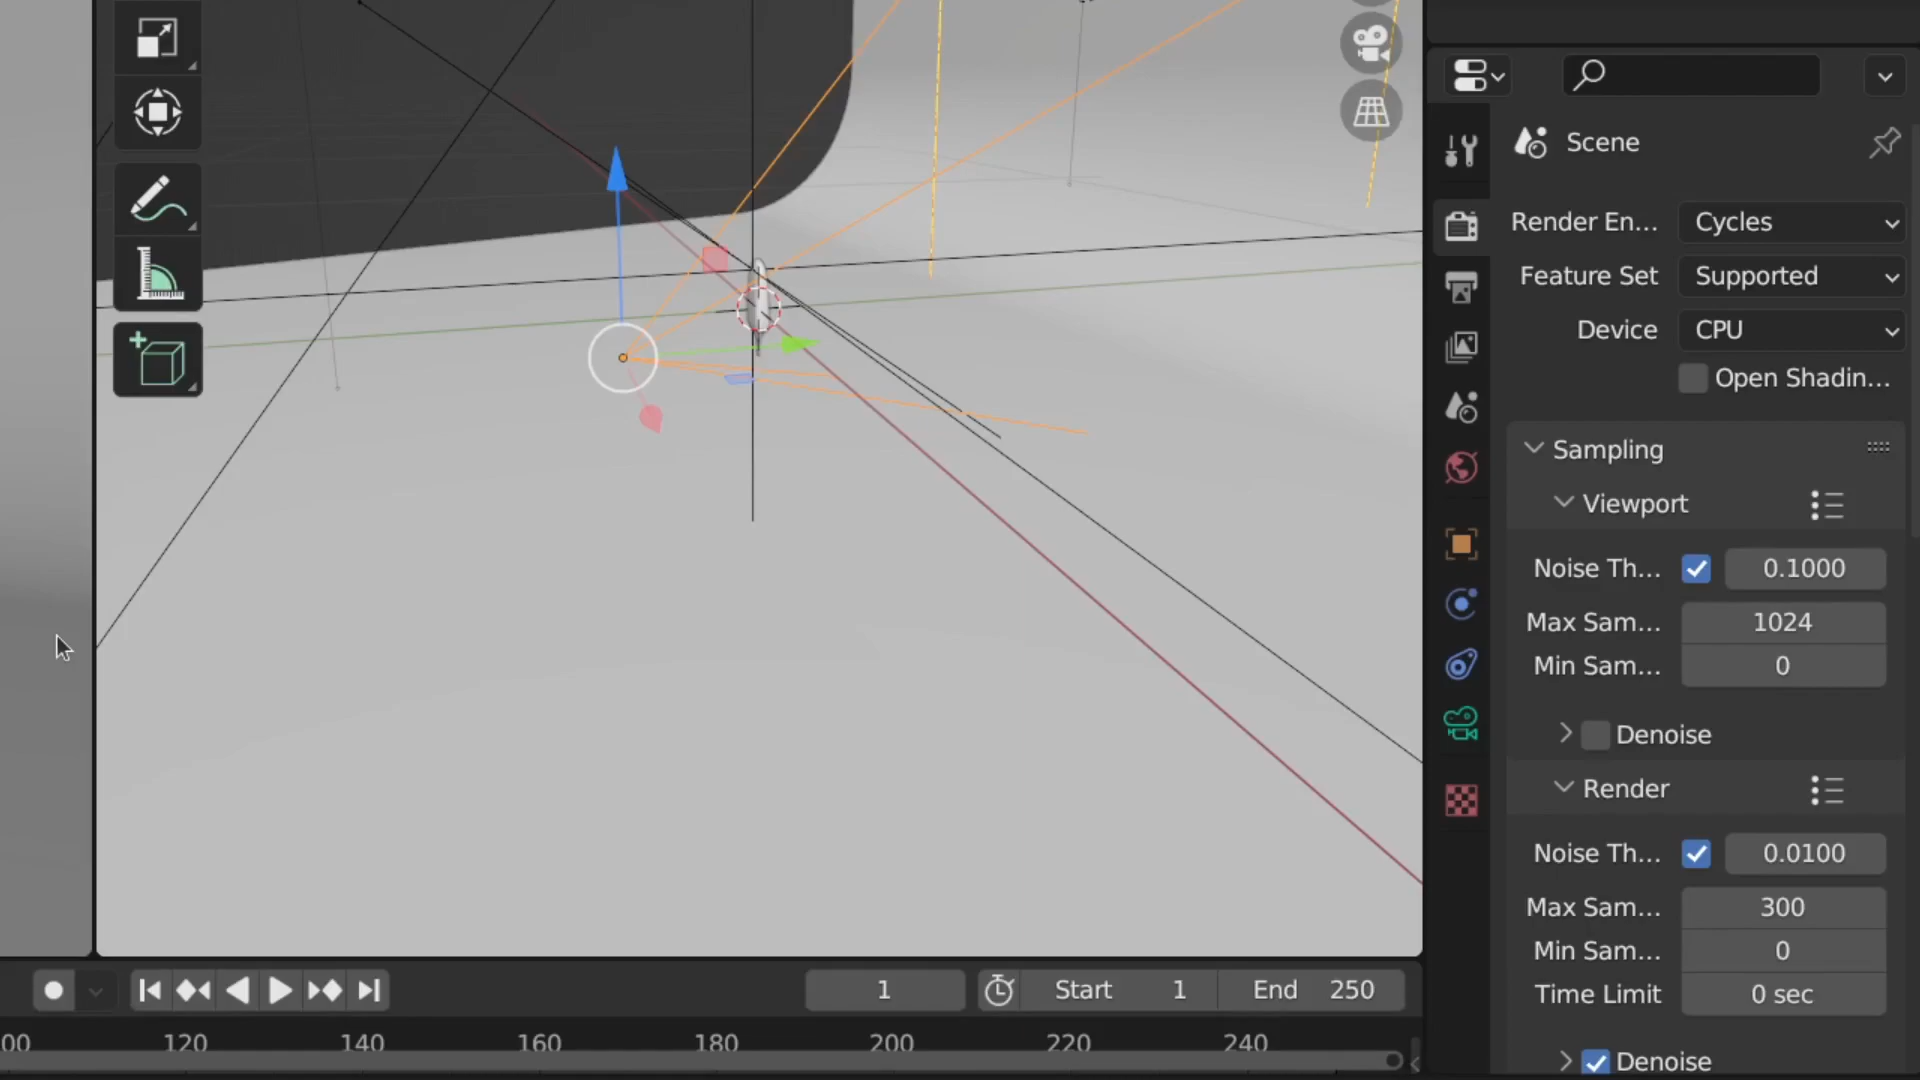 Scene
Render En... Cycles
Feature Set Supported
Device CPU
Open Shadin...
Sampling
Viewport
Noise Th... 0.1000
Max Sam... 1024
Min Sam... 0
Denoise
Render
Noise Th... 0.0100
Max Sam... 300
Min Sam... 0
Time Limit 0 sec
Denoise
1 Start 1 End 250
00 120 140 160 180 200 220 240